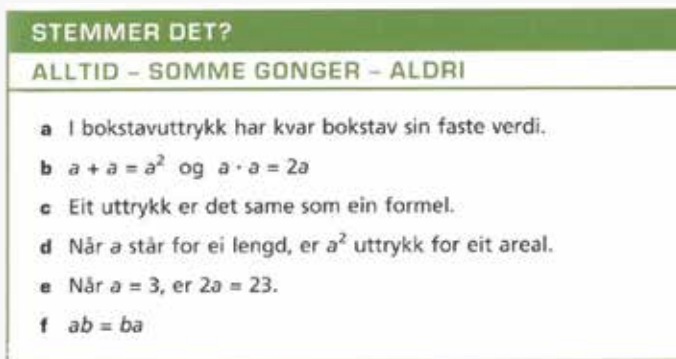 STEMMER DET?
ALLTID – SOMME GONGER – ALDRI
a I bokstavuttrykk har kvar bokstav sin faste verdi.
b a + a = a² og a · a = 2a
c Eit uttrykk er det same som ein formel.
d Når a står for ei lengd, er a² uttrykk for eit areal.
e Når a = 3, er 2a = 23.
f ab = ba